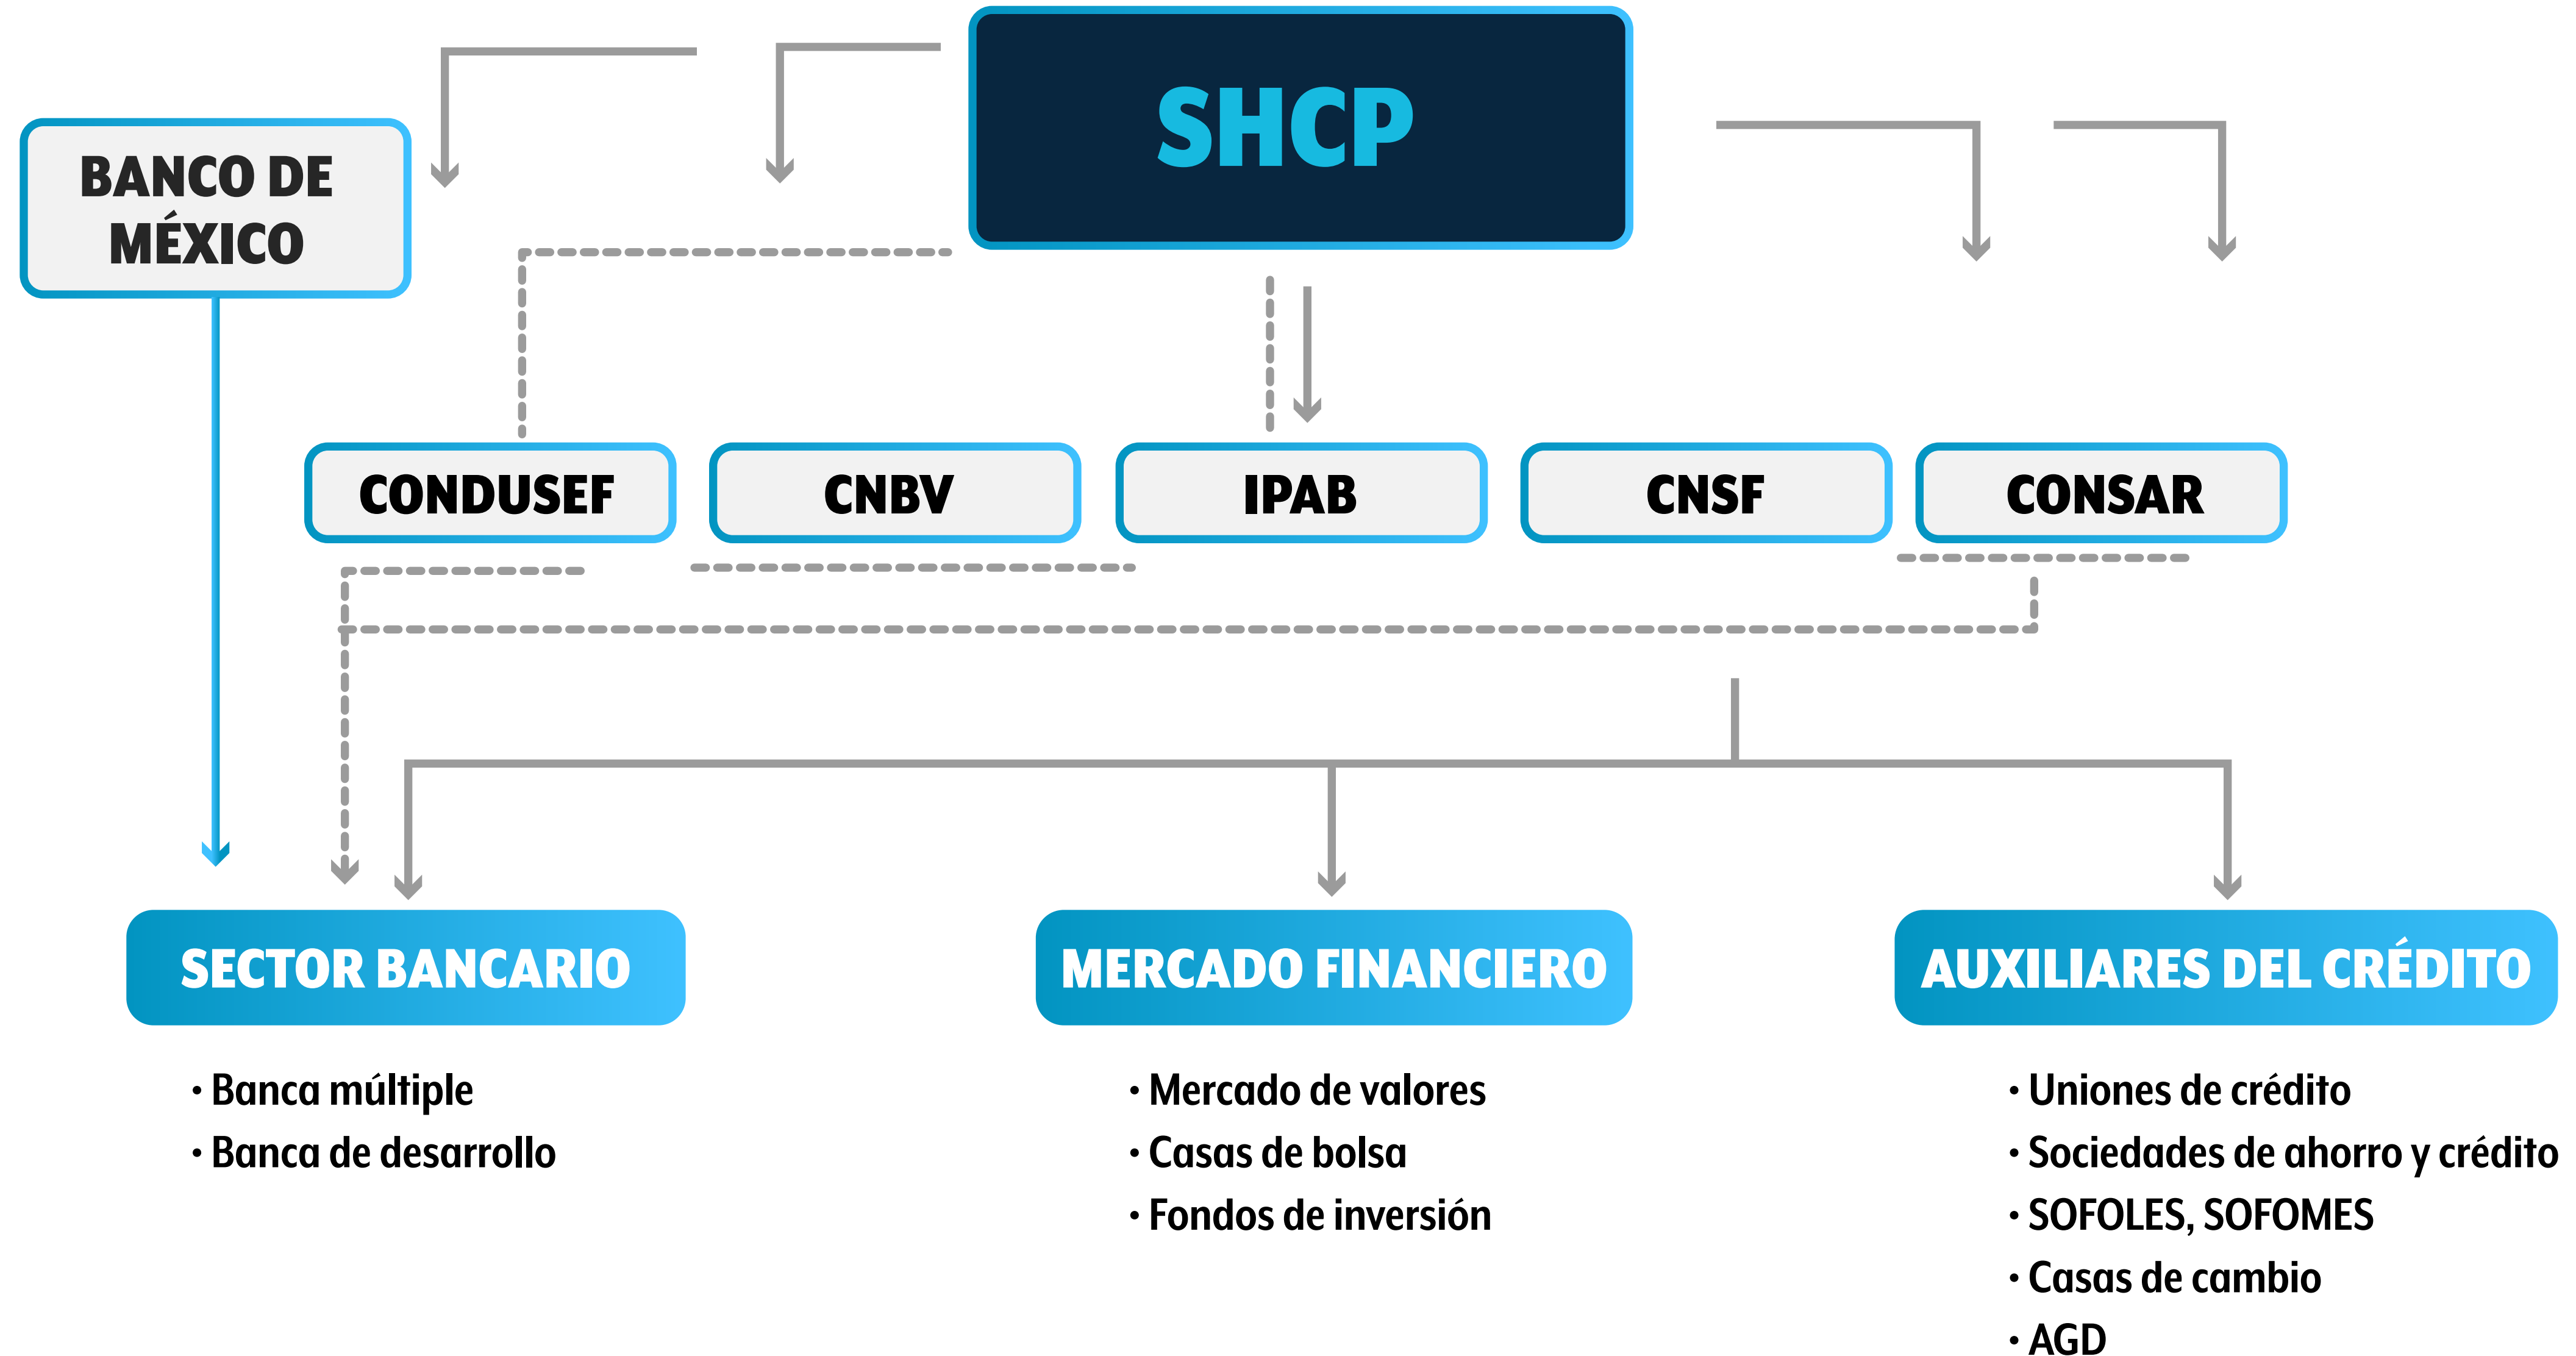 SHCP
BANCO DE
MÉXICO
CONDUSEF
CNBV
IPAB
CNSF
CONSAR
SECTOR BANCARIO
• Banca múltiple
• Banca de desarrollo
MERCADO FINANCIERO
• Mercado de valores
• Casas de bolsa
• Fondos de inversión
AUXILIARES DEL CRÉDITO
• Uniones de crédito
• Sociedades de ahorro y crédito
• SOFOLES, SOFOMES
• Casas de cambio
• AGD